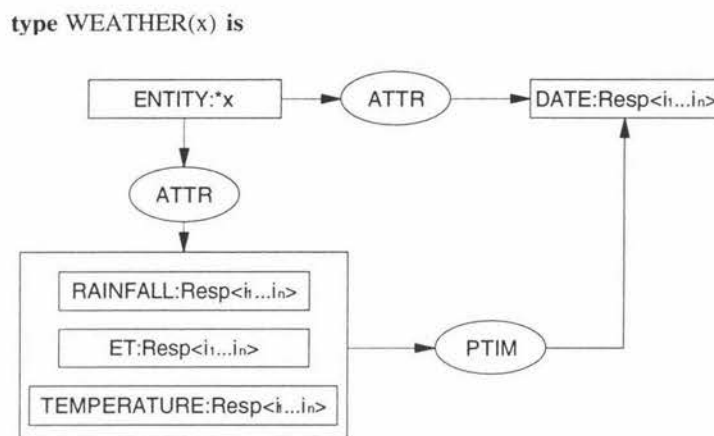 type WEATHER(x) is
ENTITY:*x
ATTR
DATE:Resp<i₁...iₙ>
ATTR
RAINFALL:Resp<i₁...iₙ>
ET:Resp<i₁...iₙ>
PTIM
TEMPERATURE:Resp<i₁...iₙ>